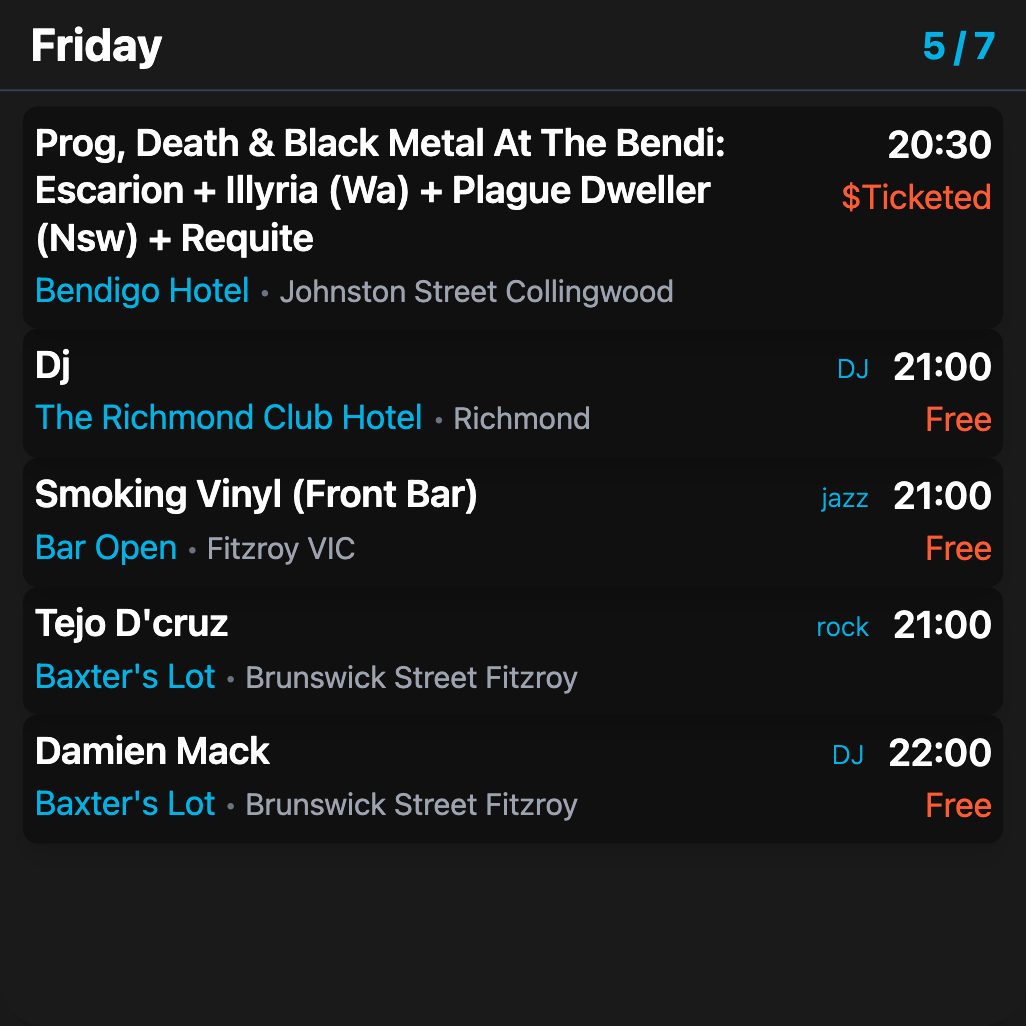 Friday 5 / 7
Prog, Death & Black Metal At The Bendi: 20:30
Escarion + Illyria (Wa) + Plague Dweller $Ticketed
(Nsw) + Requite
Bendigo Hotel • Johnston Street Collingwood
Dj DJ 21:00
The Richmond Club Hotel • Richmond Free
Smoking Vinyl (Front Bar) jazz 21:00
Bar Open • Fitzroy VIC Free
Tejo D'cruz rock 21:00
Baxter's Lot • Brunswick Street Fitzroy
Damien Mack DJ 22:00
Baxter's Lot • Brunswick Street Fitzroy Free